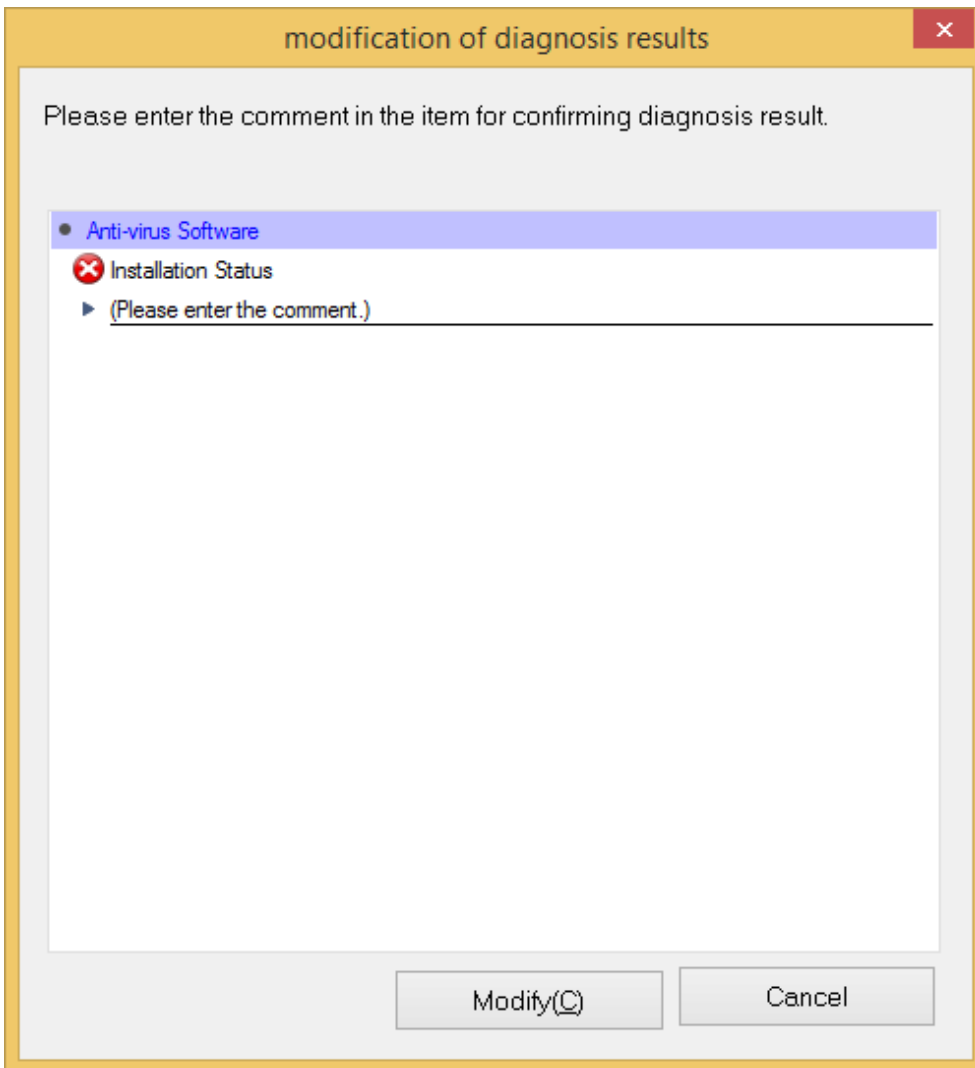 modification of diagnosis results
Please enter the comment in the item for confirming diagnosis result.
Anti-virus Software
Installation Status
(Please enter the comment.)
Modify(C)
Cancel